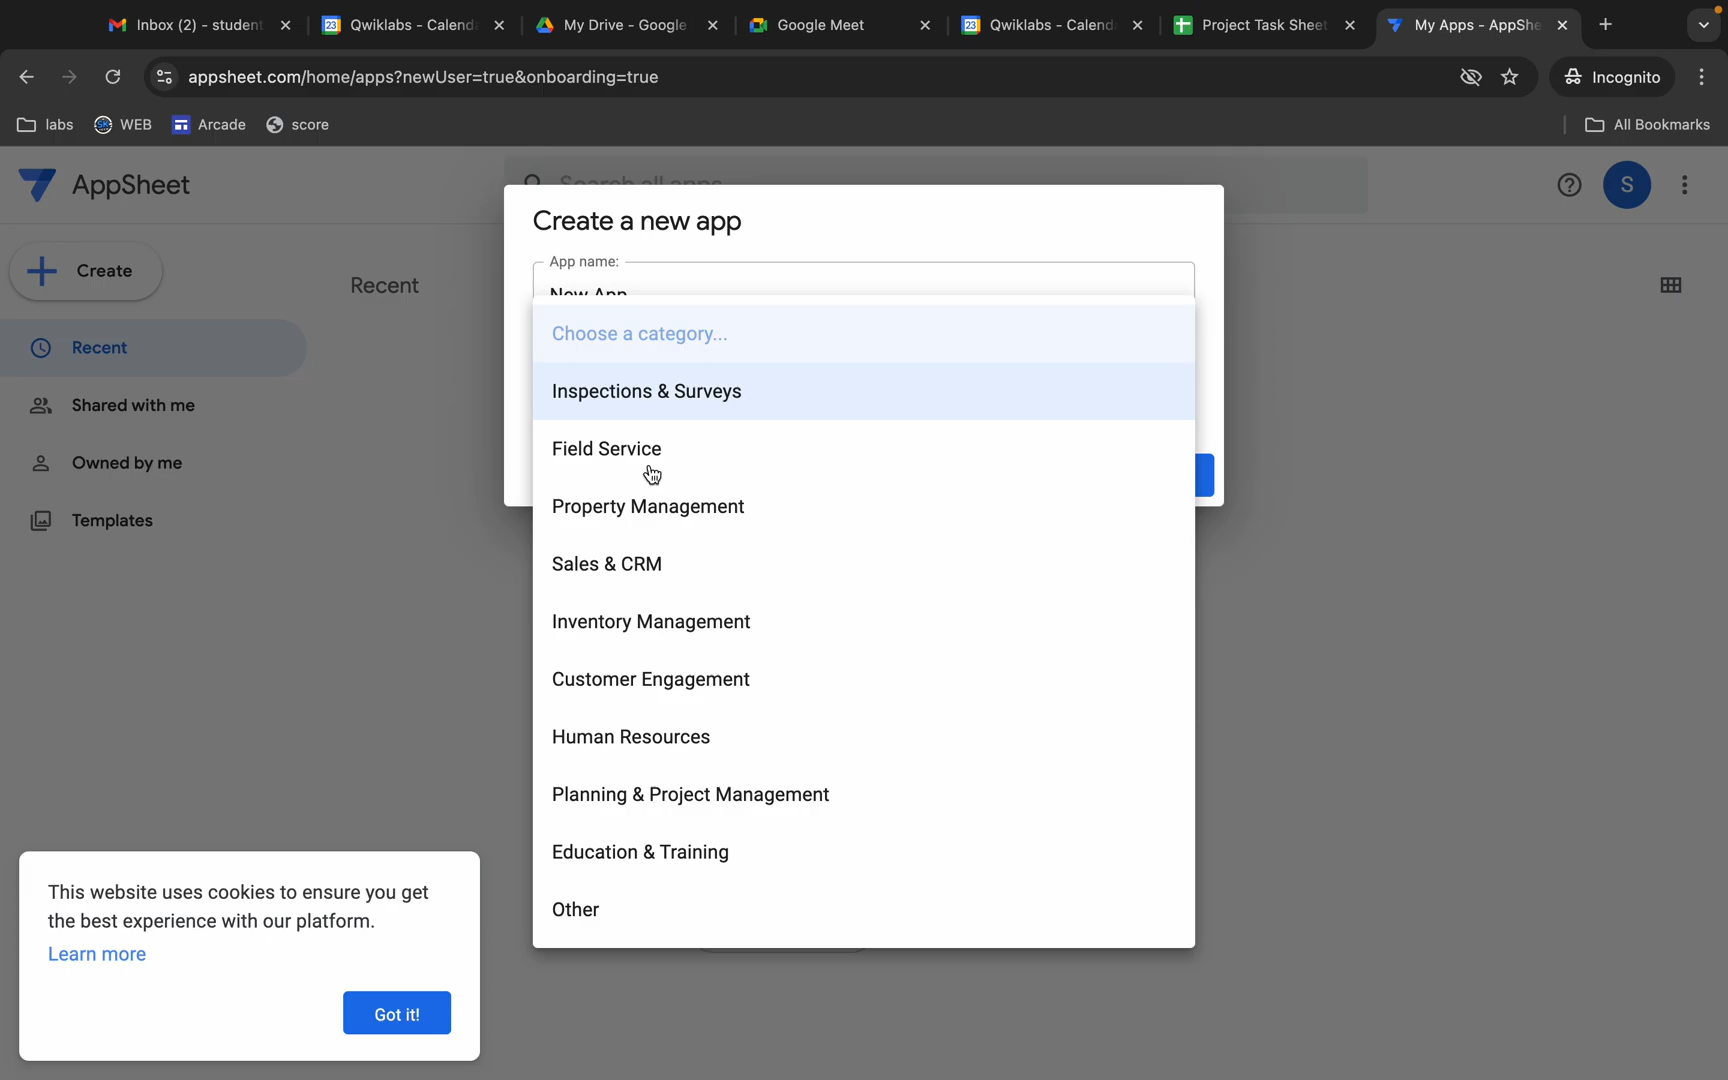 Inbox (2) - student
Qwiklabs - Calend
My Drive - Google
Google Meet
Qwiklabs - Calend
Project Task Sheet
My Apps - AppShe
appsheet.com/home/apps?newUser=true&onboarding=true
Incognito
labs
WEB
Arcade
score
All Bookmarks
AppSheet
Search all apps
S
Create a new app
App name:
New App
Create
Recent
Recent
Shared with me
Owned by me
Templates
Choose a category...
Inspections & Surveys
Field Service
Property Management
Sales & CRM
Inventory Management
Customer Engagement
Human Resources
Planning & Project Management
Education & Training
Other
This website uses cookies to ensure you get
the best experience with our platform.
Learn more
Got it!